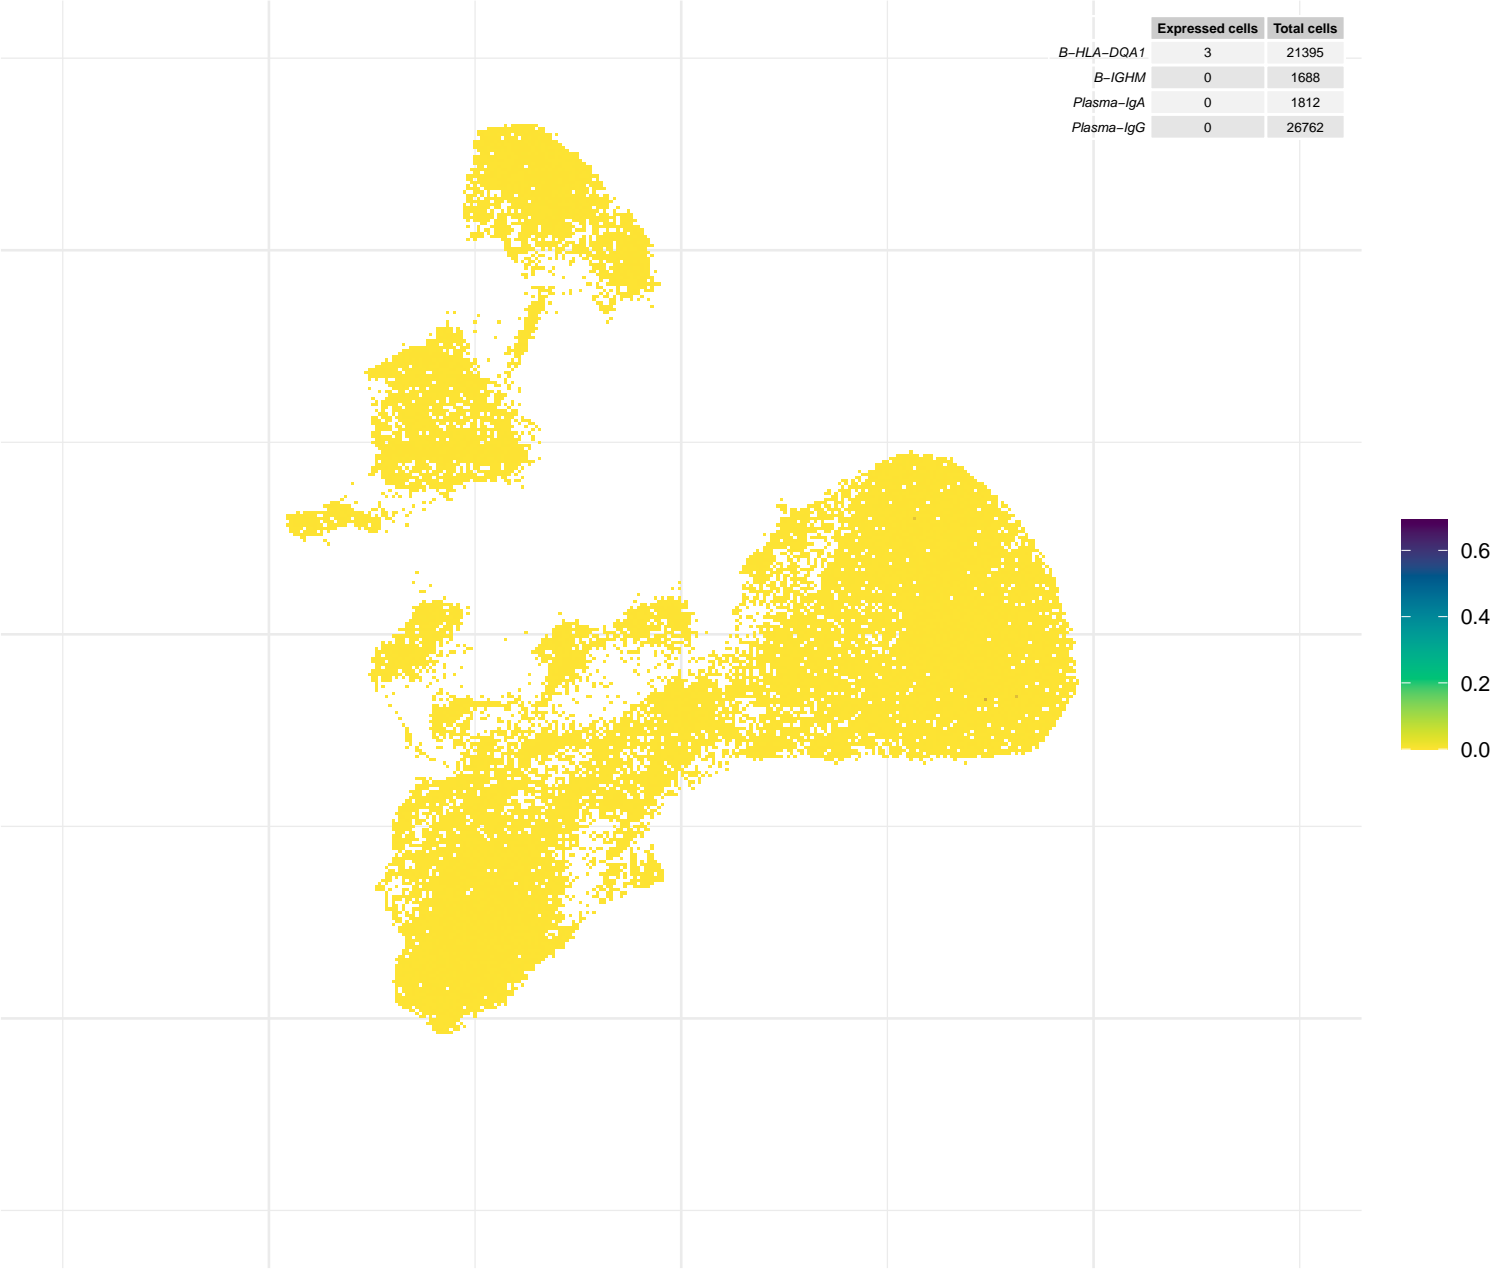 Expressed cells Total cells
B−HLA−DQA1 3 21395
B−IGHM 0 1688
Plasma−IgA 0 1812
Plasma−IgG 0 26762
0.6
0.4
0.2
0.0